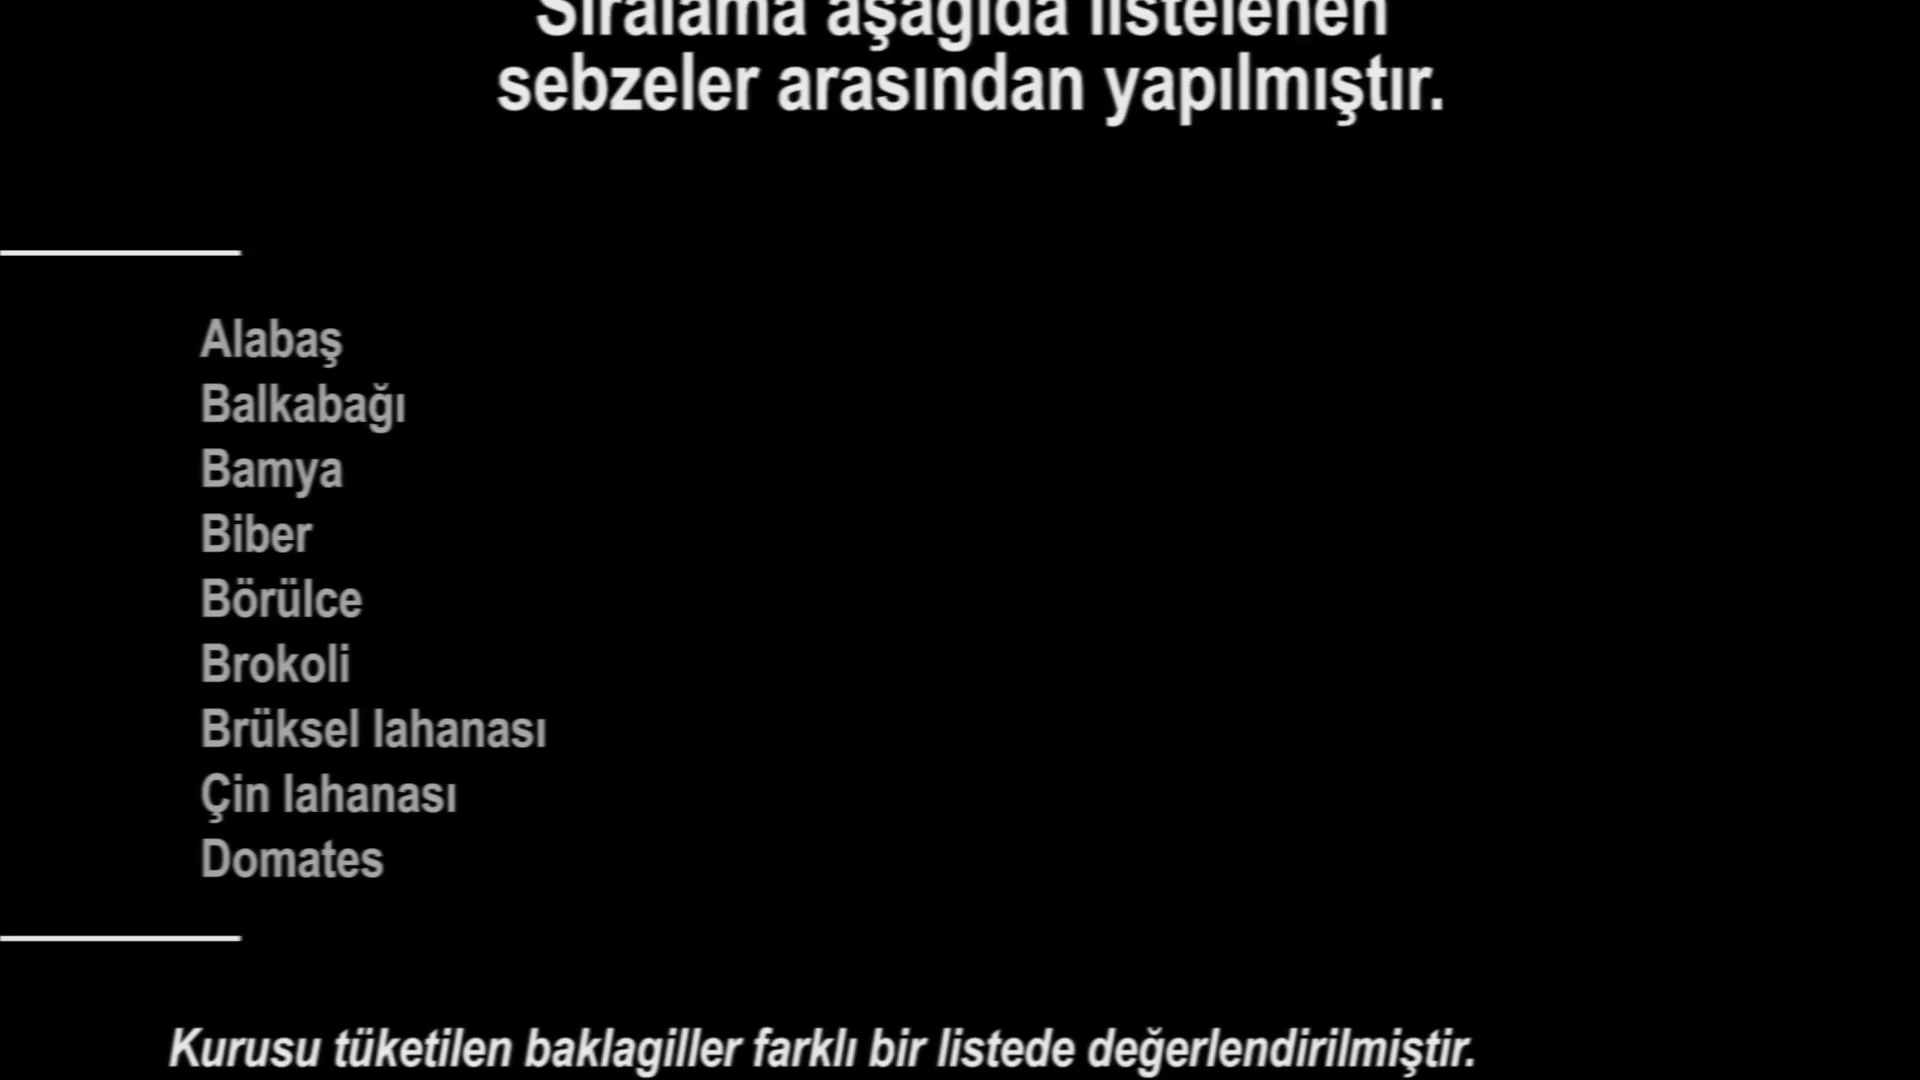 Sıralama aşağıda listelenen
sebzeler arasından yapılmıştır.
Alabaş
Balkabağı
Bamya
Biber
Börülce
Brokoli
Brüksel lahanası
Çin lahanası
Domates
Kurusu tüketilen baklagiller farklı bir listede değerlendirilmiştir.